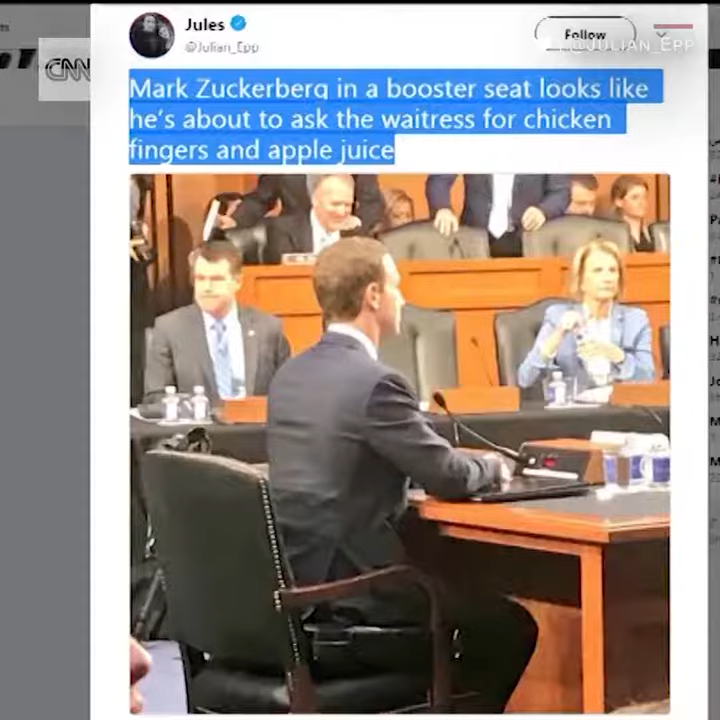 Jules
@Julian_Epp
Follow
@JULIAN_EPP
CNN
Mark Zuckerberg in a booster seat looks like
he's about to ask the waitress for chicken
fingers and apple juice